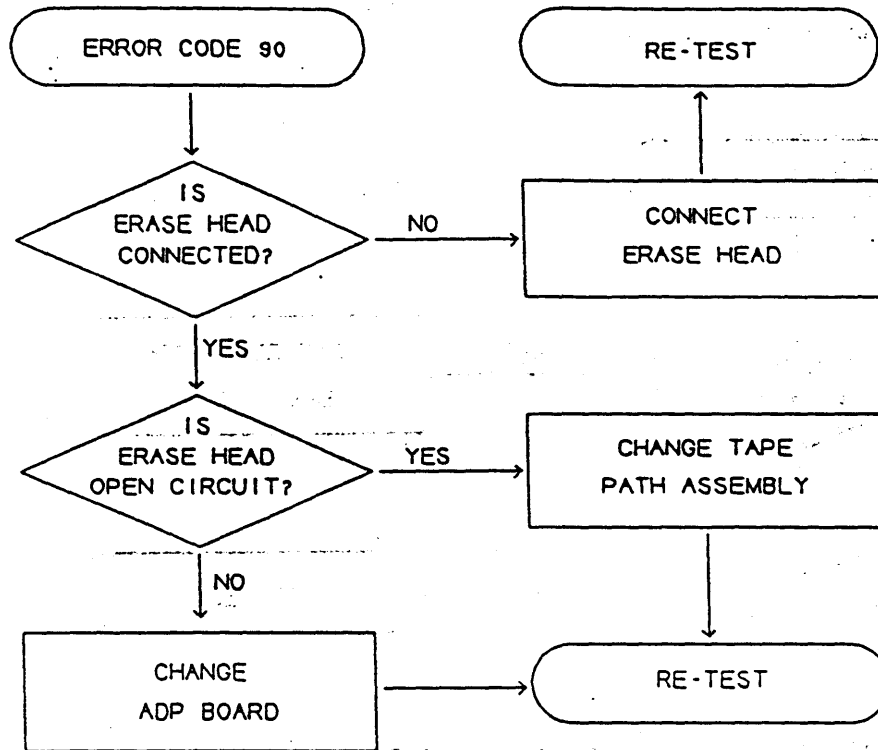 ERROR CODE 90
RE-TEST
IS
ERASE HEAD
CONNECTED?
NO
CONNECT
ERASE HEAD
YES
IS
ERASE HEAD
OPEN CIRCUIT?
YES
CHANGE TAPE
PATH ASSEMBLY
NO
CHANGE
ADP BOARD
RE-TEST